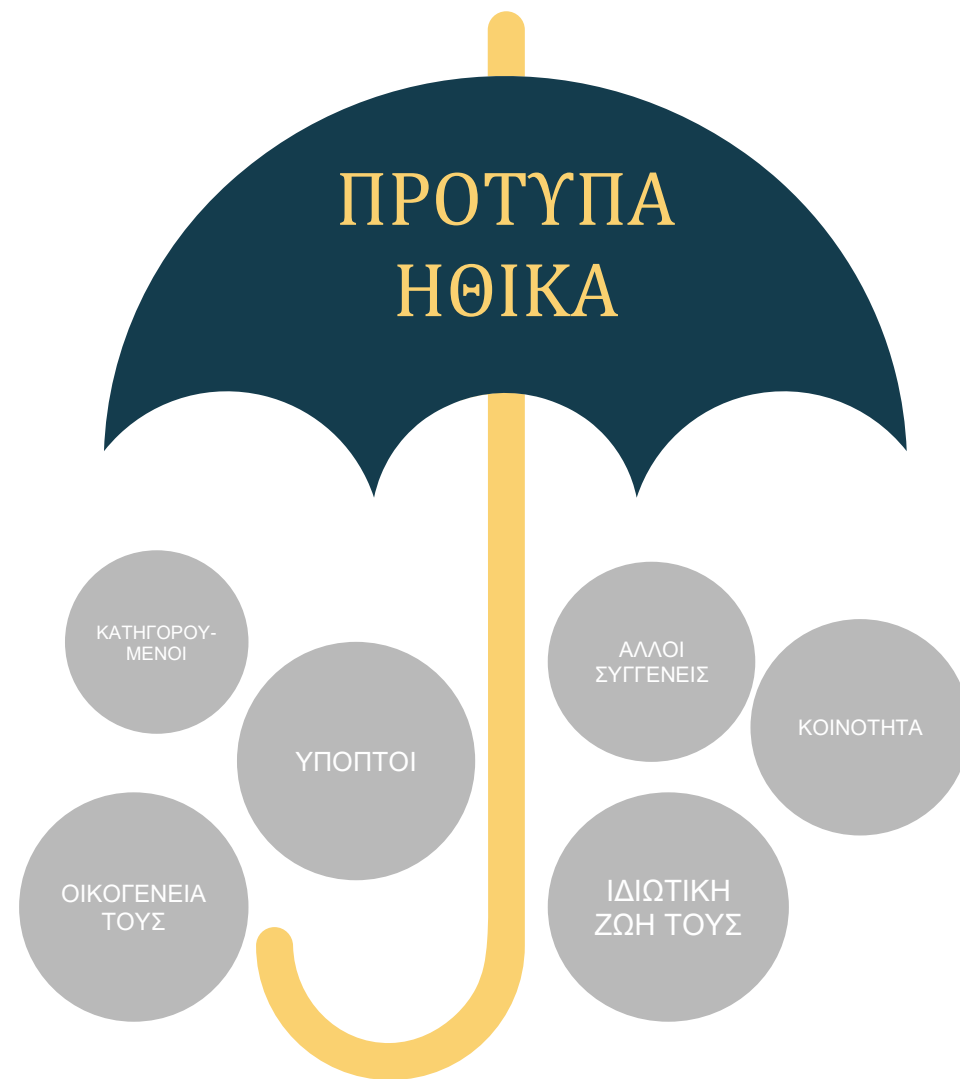 ΠΡΟΤΥΠΑ
ΗΘΙΚΑ
ΚΑΤΗΓΟΡΟΥ-
ΜΕΝΟΙ
ΥΠΟΠΤΟΙ
ΟΙΚΟΓΕΝΕΙΑ
ΤΟΥΣ
ΑΛΛΟΙ
ΣΥΓΓΕΝΕΙΣ
ΚΟΙΝΟΤΗΤΑ
ΙΔΙΩΤΙΚΗ
ΖΩΗ ΤΟΥΣ